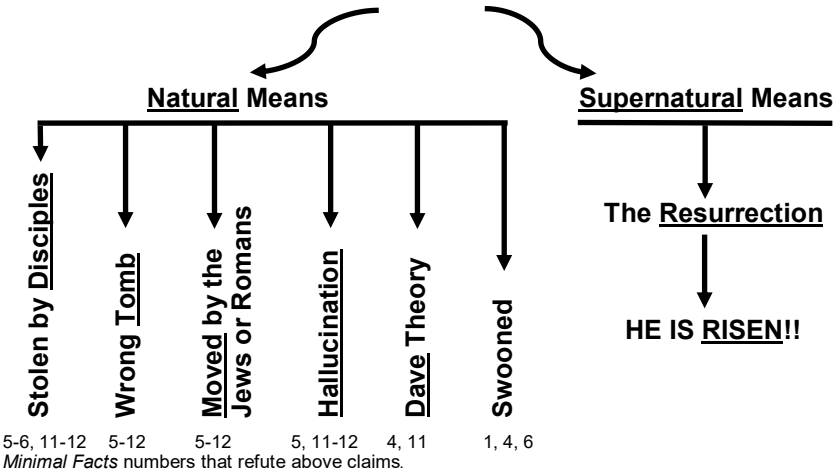 Natural Means
Supernatural Means
Stolen by Disciples
Wrong Tomb
Moved by the
Jews or Romans
Hallucination
Dave Theory
Swooned
The Resurrection
HE IS RISEN!!
5-6, 11-12 5-12 5-12 5, 11-12 4, 11 1, 4, 6
Minimal Facts numbers that refute above claims.